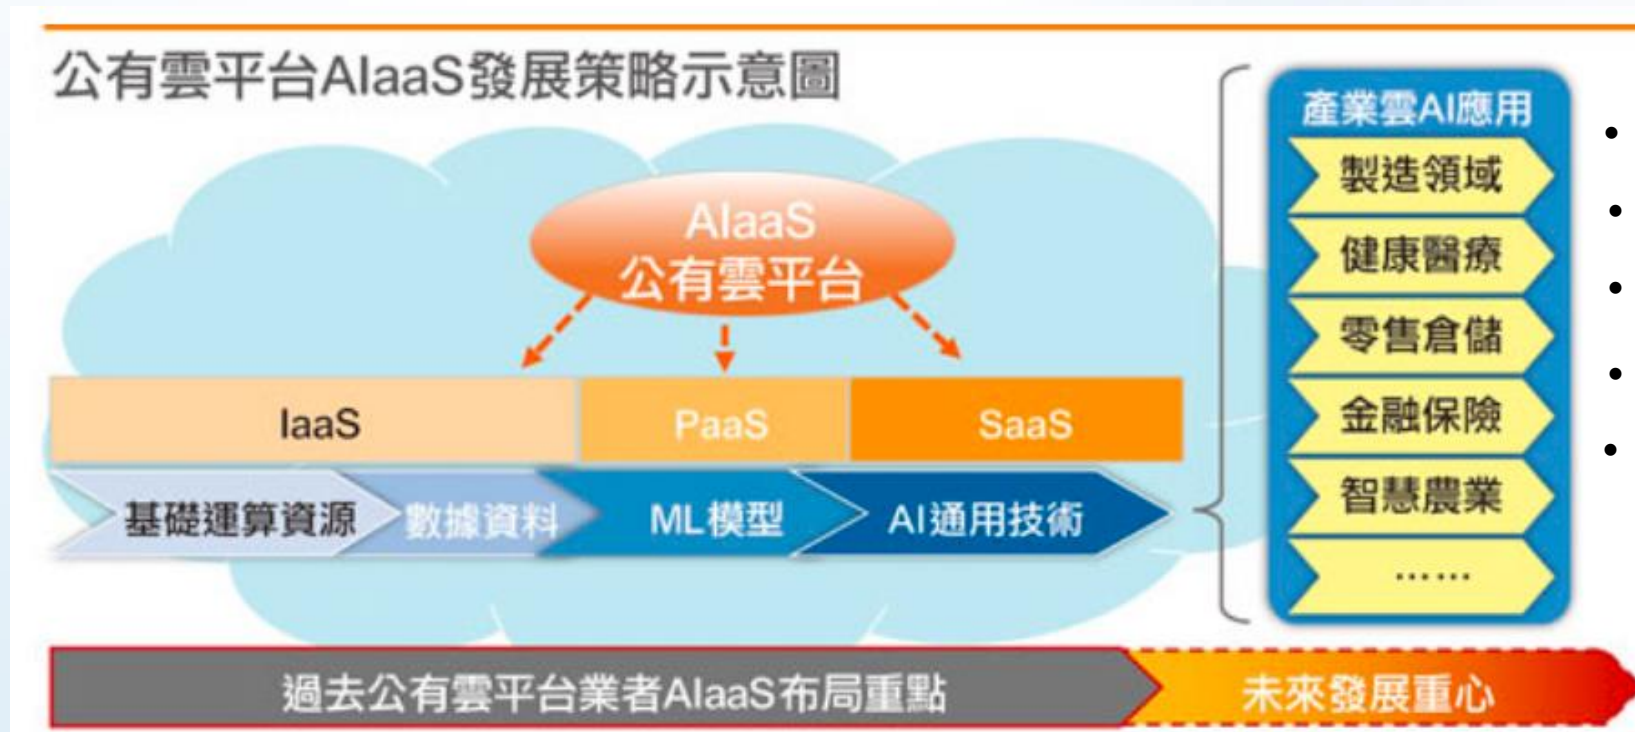 公有雲平台AIaaS發展策略示意圖
AIaaS
公有雲平台
IaaS
PaaS
SaaS
基礎運算資源
數據資料
ML模型
AI通用技術
產業雲AI應用
製造領域
健康醫療
零售倉儲
金融保險
智慧農業
……
過去公有雲平台業者AIaaS布局重點
未來發展重心